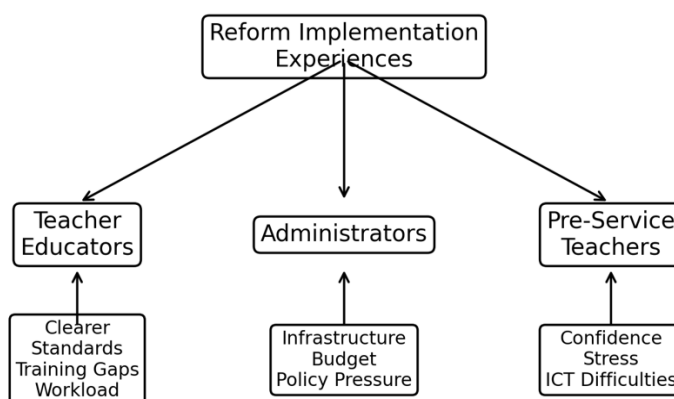 Reform Implementation
Experiences
Teacher
Educators
Administrators
Pre-Service
Teachers
Clearer
Standards
Training Gaps
Workload
Infrastructure
Budget
Policy Pressure
Confidence
Stress
ICT Difficulties